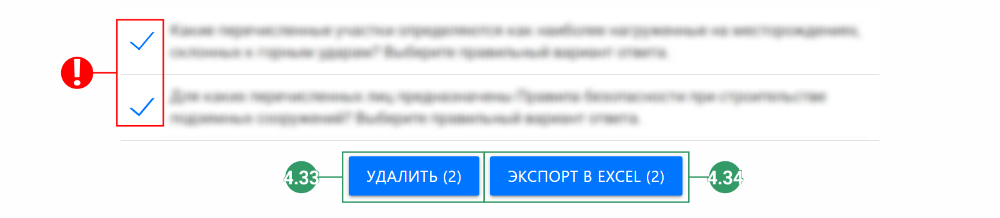 !
Какие перечисленные участки определяются как наиболее нагруженные на месторождениях,
склонных к горным ударам? Выберите правильный вариант ответа.
Для каких перечисленных лиц предназначены Правила безопасности при строительстве
подземных сооружений? Выберите правильный вариант ответа.
4.33
УДАЛИТЬ (2)
ЭКСПОРТ В EXCEL (2)
4.34